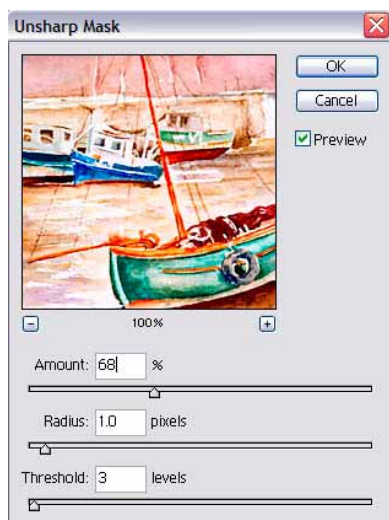 Unsharp Mask
OK
Cancel
Preview
100%
Amount: 68 %
Radius: 1.0 pixels
Threshold: 3 levels